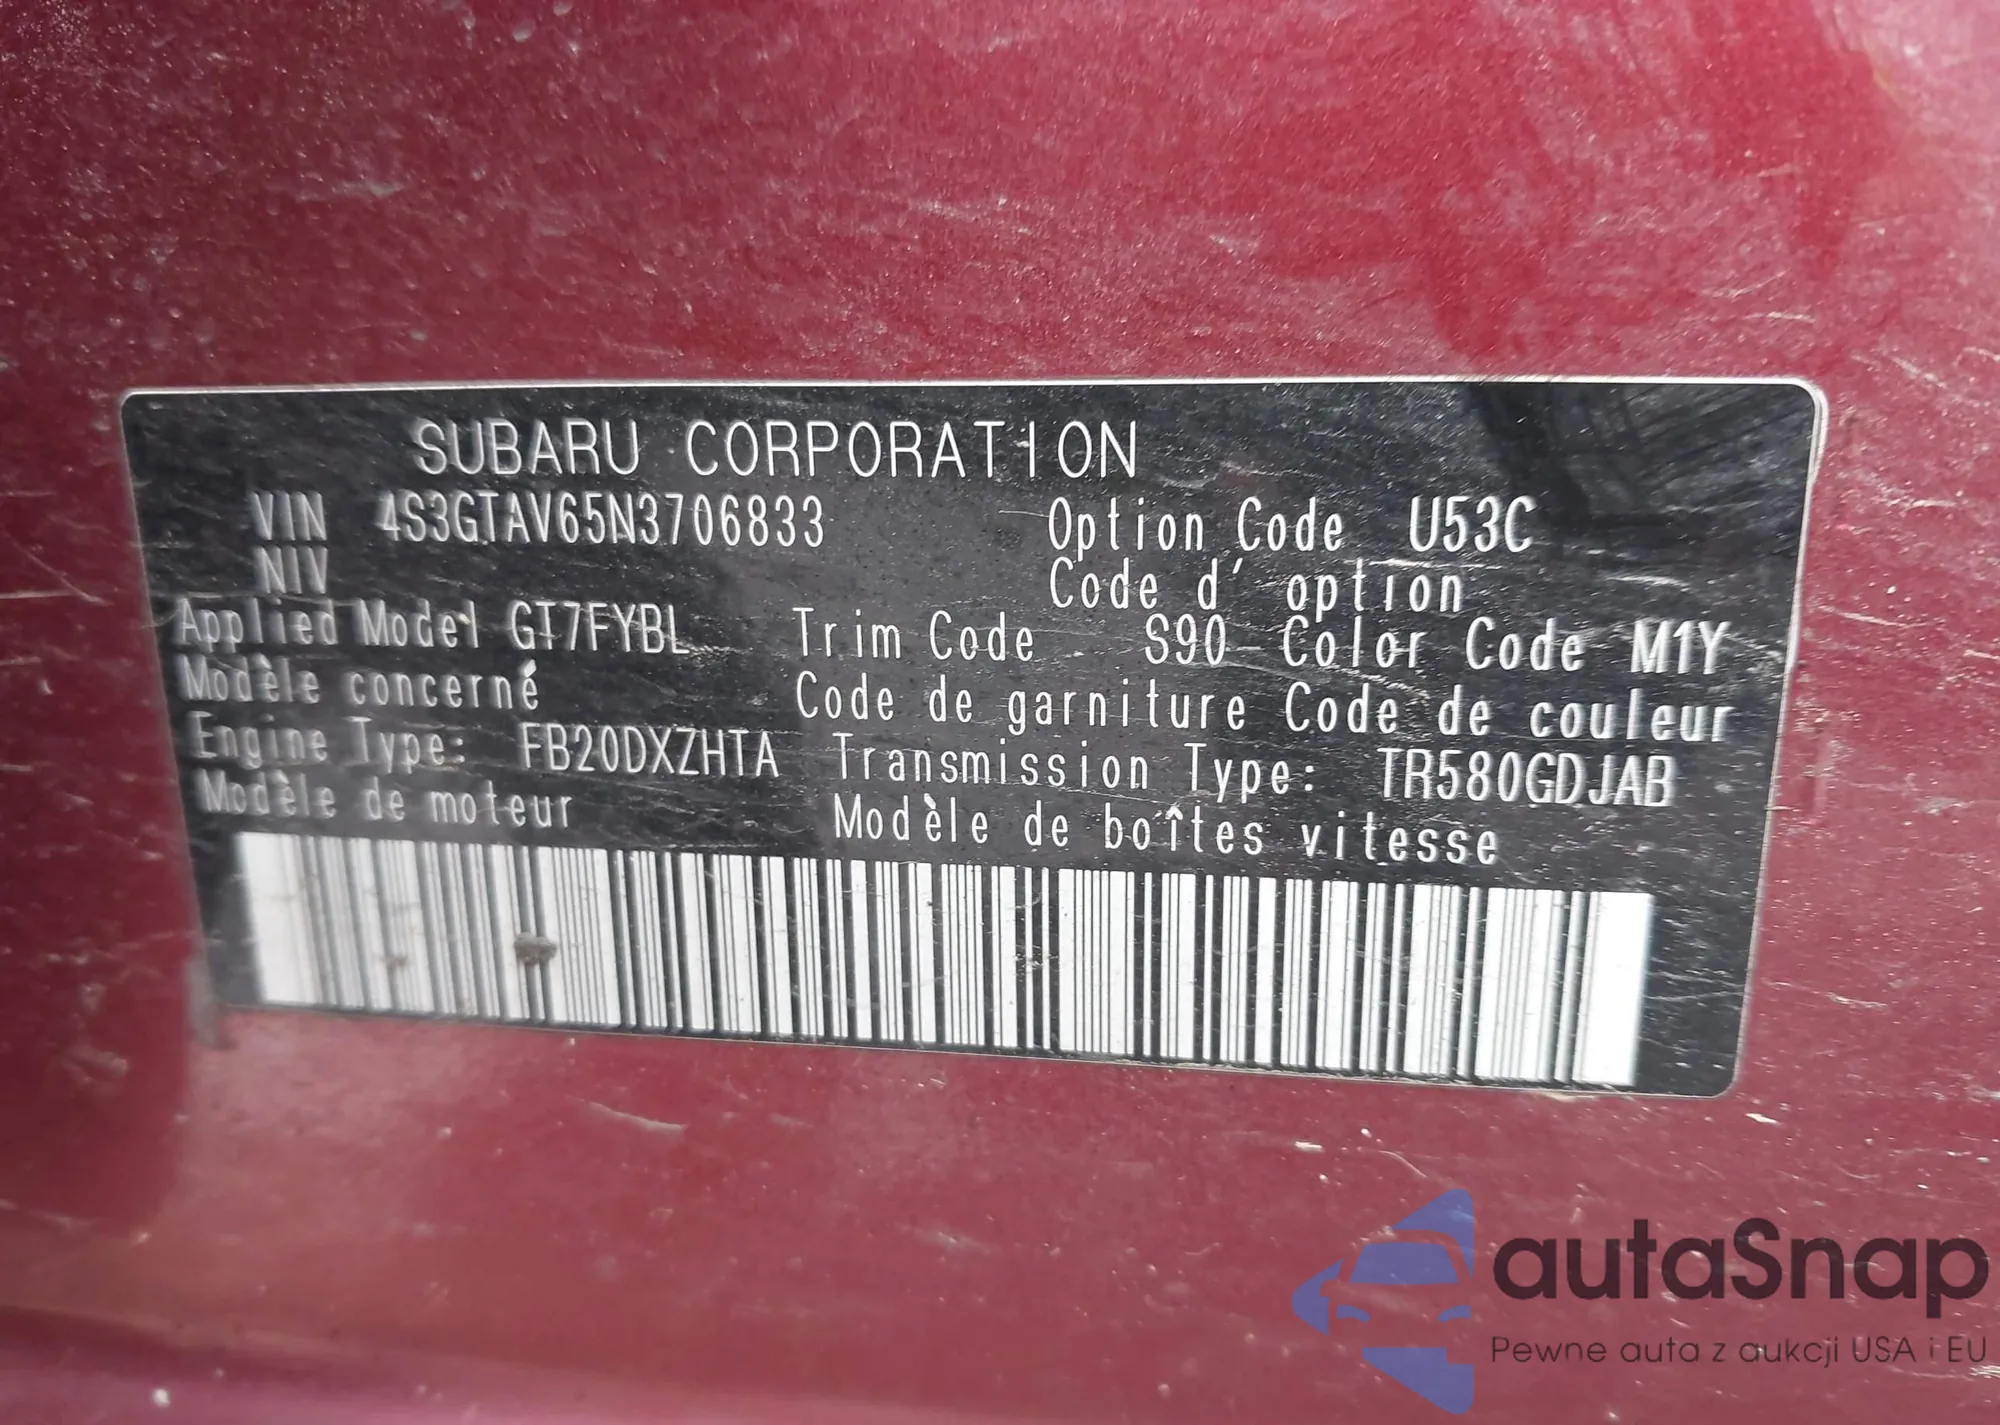 SUBARU CORPORATION
VIN 4S3GTAV65N3706833 Option Code U53C
NIV Code d' option
Applied Model GT7FYBL Trim Code S90 Color Code M1Y
Modèle concerné Code de garniture Code de couleur
Engine Type: FB20DXZHTA Transmission Type: TR580GDJAB
Modèle de moteur Modèle de boîtes vitesse
autaSnap
Pewne auta z aukcji USA i EU